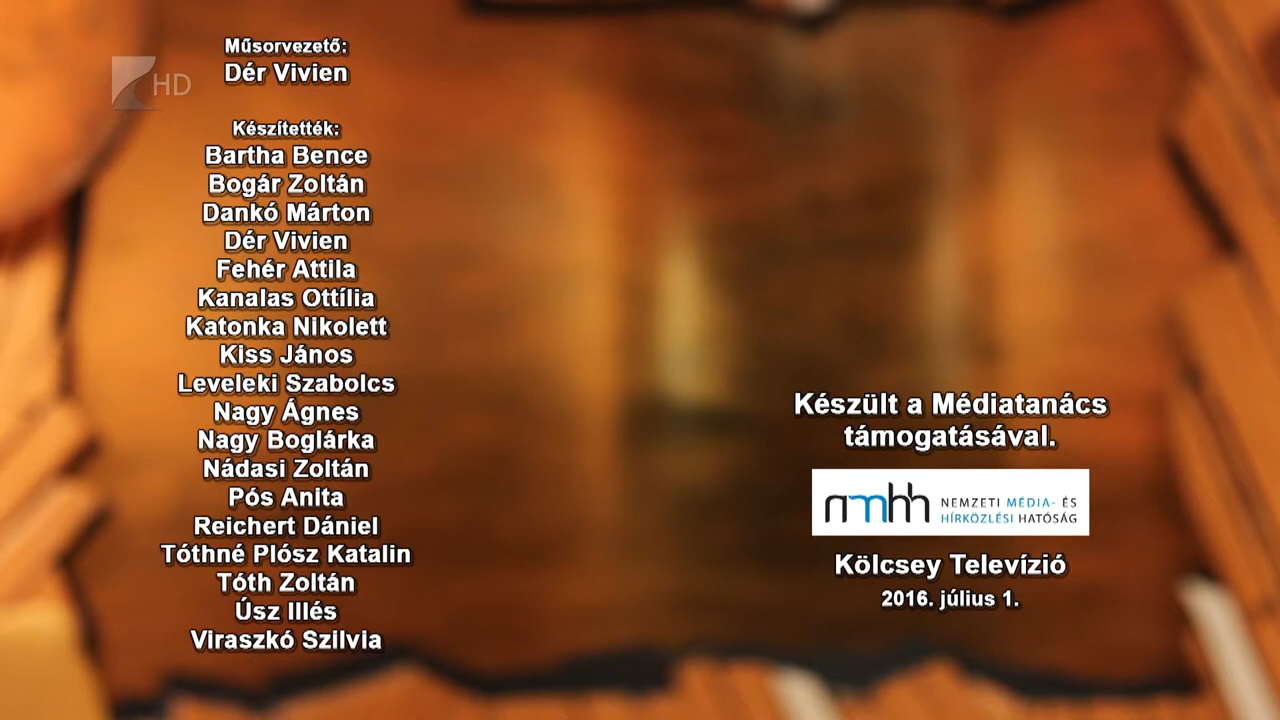 HD
Műsorvezető:
Dér Vivien
Készítették:
Bartha Bence
Bogár Zoltán
Dankó Márton
Dér Vivien
Fehér Attila
Kanalas Ottília
Katonka Nikolett
Kiss János
Leveleki Szabolcs
Nagy Ágnes
Nagy Boglárka
Nádasi Zoltán
Pós Anita
Reichert Dániel
Tóthné Plósz Katalin
Tóth Zoltán
Úsz Illés
Viraszkó Szilvia
Készült a Médiatanács
támogatásával.
nmhh
NEMZETI MÉDIA- ÉS
HÍRKÖZLÉSI HATÓSÁG
Kölcsey Televízió
2016. július 1.